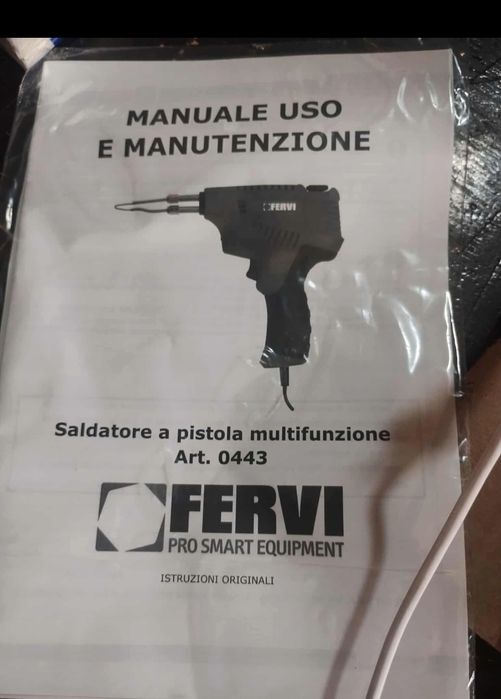 MANUALE USO
E MANUTENZIONE
FERVI
Saldatore a pistola multifunzione
Art. 0443
FERVI
PRO SMART EQUIPMENT
ISTRUZIONI ORIGINALI